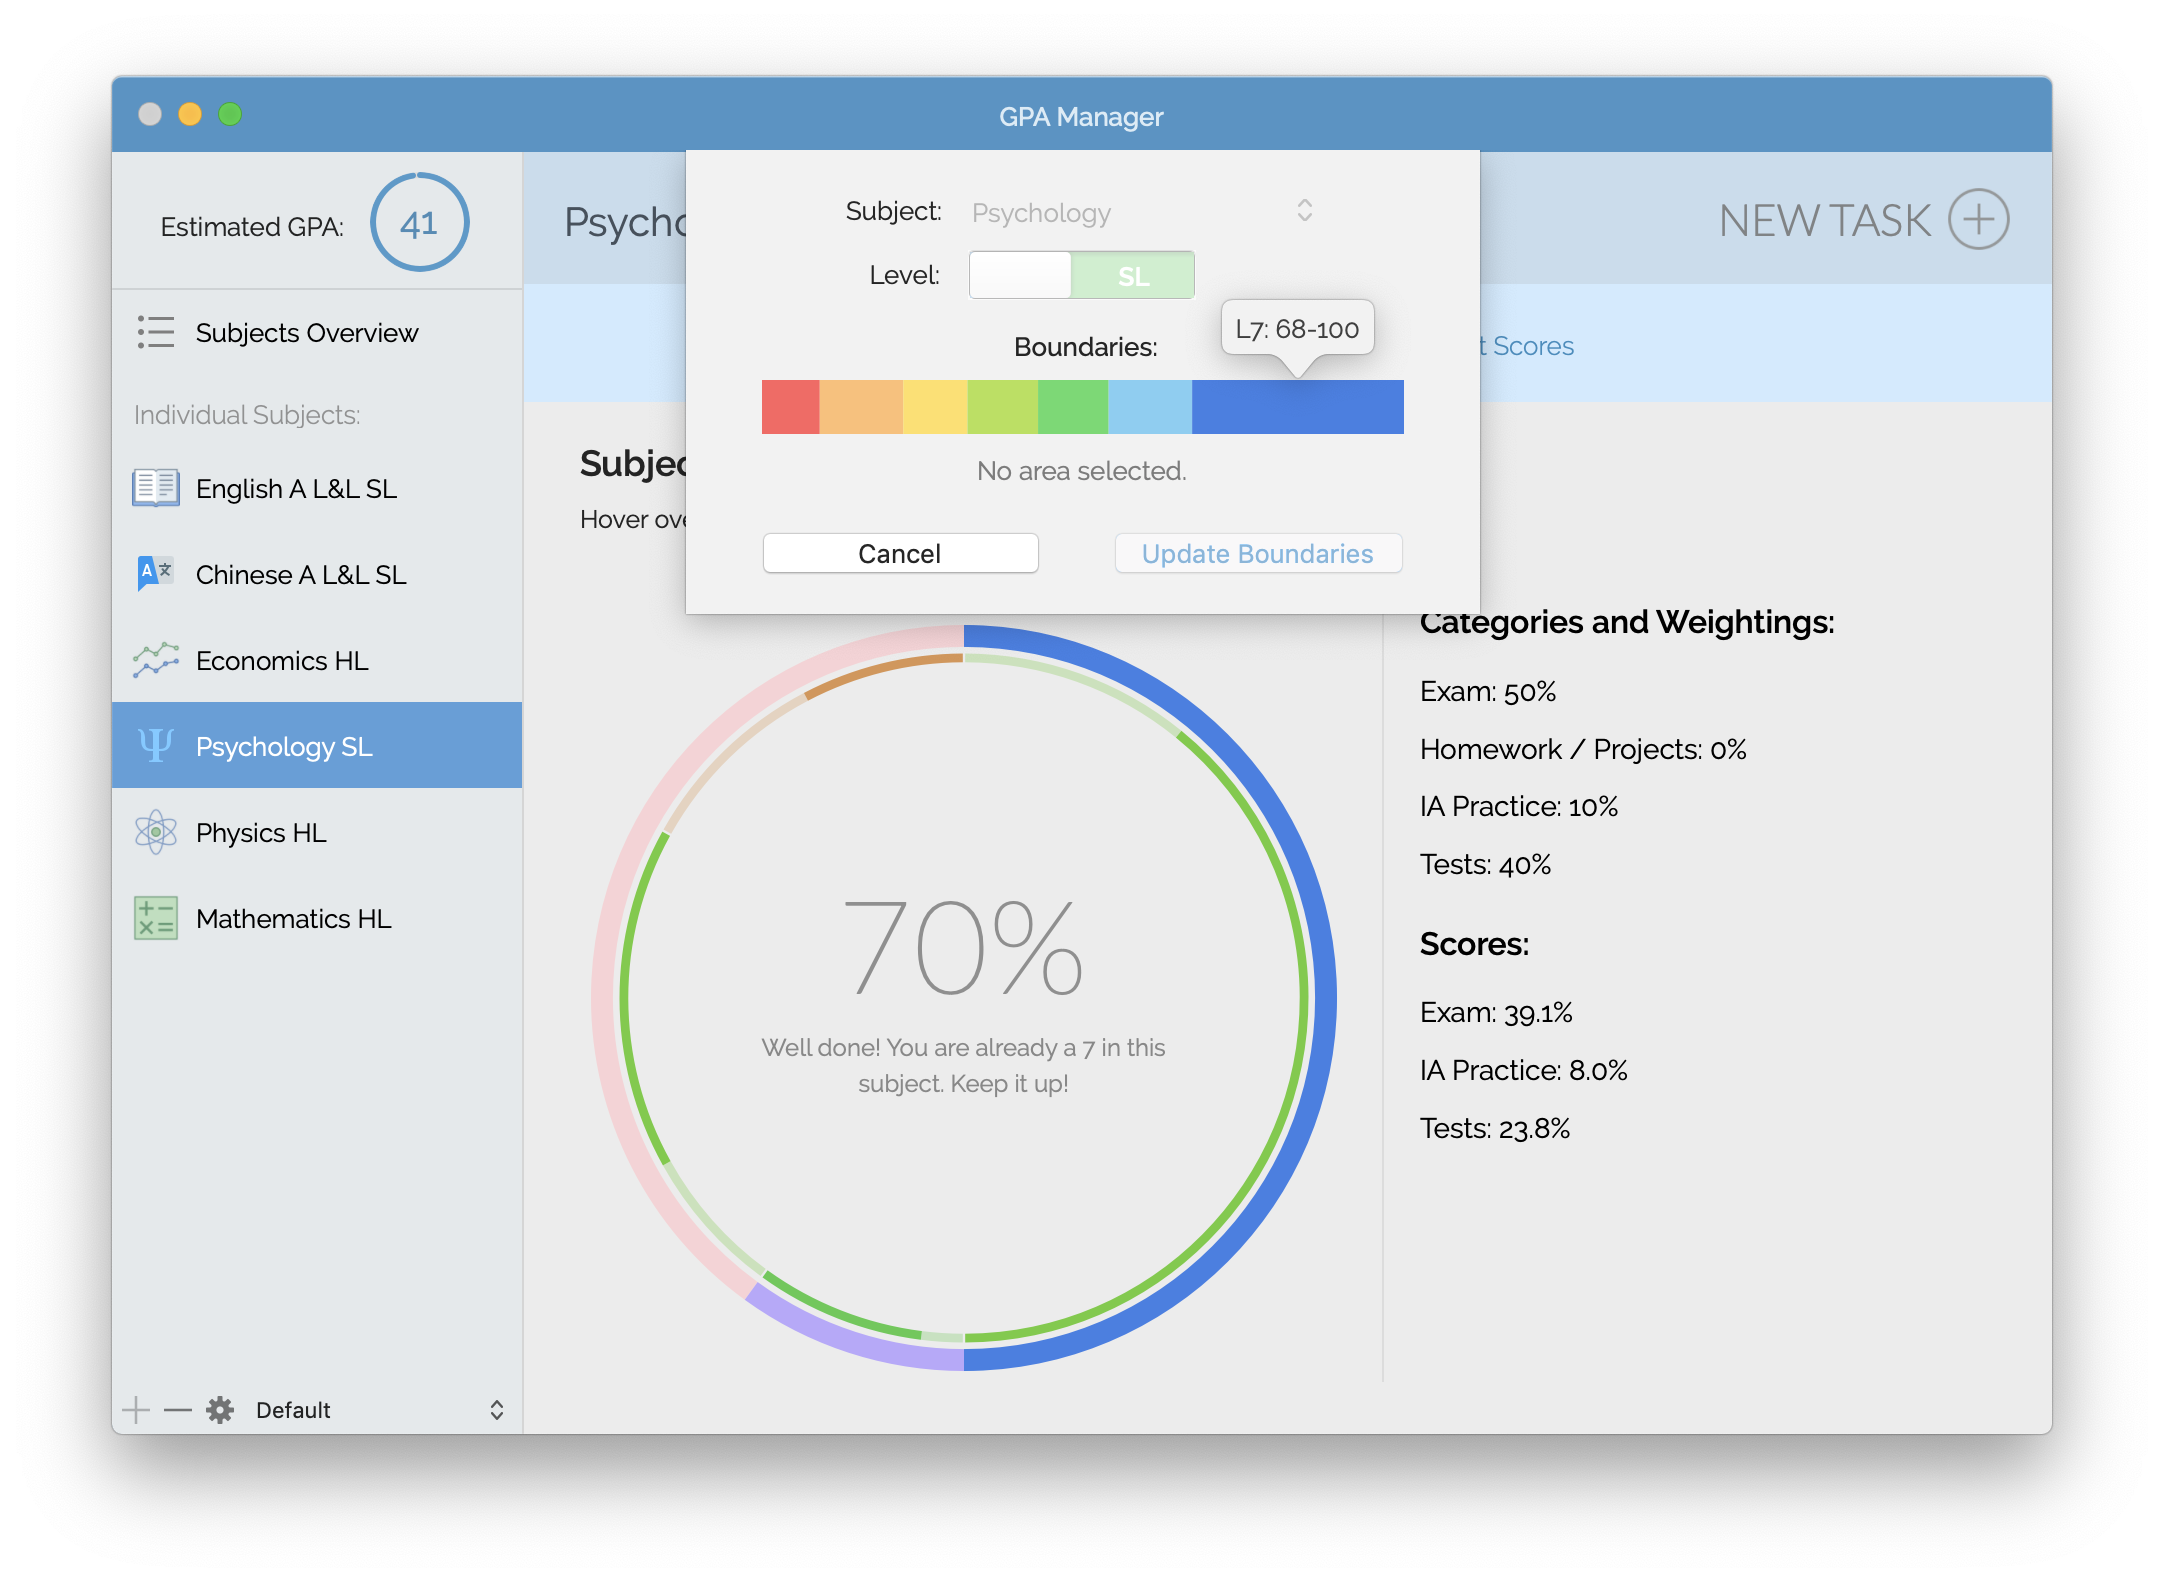 GPA Manager
Estimated GPA: 41
Subjects Overview
Individual Subjects:
English A L&L SL
Chinese A L&L SL
Economics HL
Psychology SL
Physics HL
Mathematics HL
Default
NEW TASK
Subject: Psychology
Level: SL
L7: 68-100
Boundaries:
No area selected.
Cancel
Update Boundaries
Scores
Hover
70%
Well done! You are already a 7 in this
subject. Keep it up!
Categories and Weightings:
Exam: 50%
Homework / Projects: 0%
IA Practice: 10%
Tests: 40%
Scores:
Exam: 39.1%
IA Practice: 8.0%
Tests: 23.8%